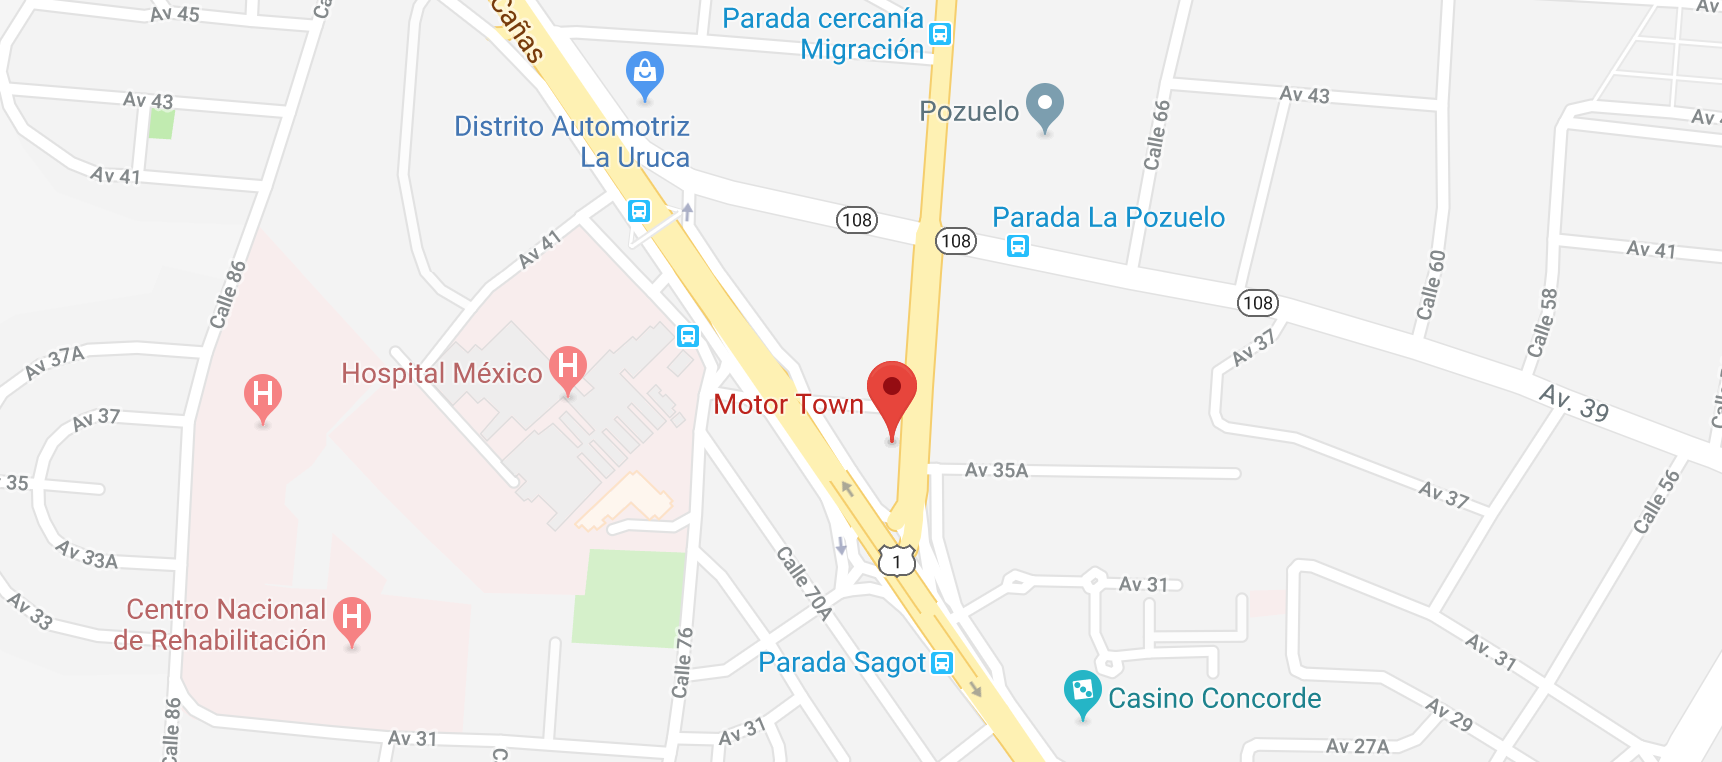 Av 45
Ca
Cañas
Parada cercanía
Migración
Av 43
Distrito Automotriz
La Uruca
Pozuelo
Calle 66
Av 43
Av
Av 41
Av 41
108
108
Parada La Pozuelo
Av 41
Calle 86
Calle 60
Calle 58
108
Av 37A
Hospital México
Motor Town
Av 37
Av. 39
Av 37
Av 35A
35
Av 37
Calle 56
Av 33A
1
Calle 70A
Av 31
Av 33
Centro Nacional
de Rehabilitación
Calle 76
Parada Sagot
Av. 31
Casino Concorde
Calle 86
Av 31
Av 31
Av 29
Av 27A